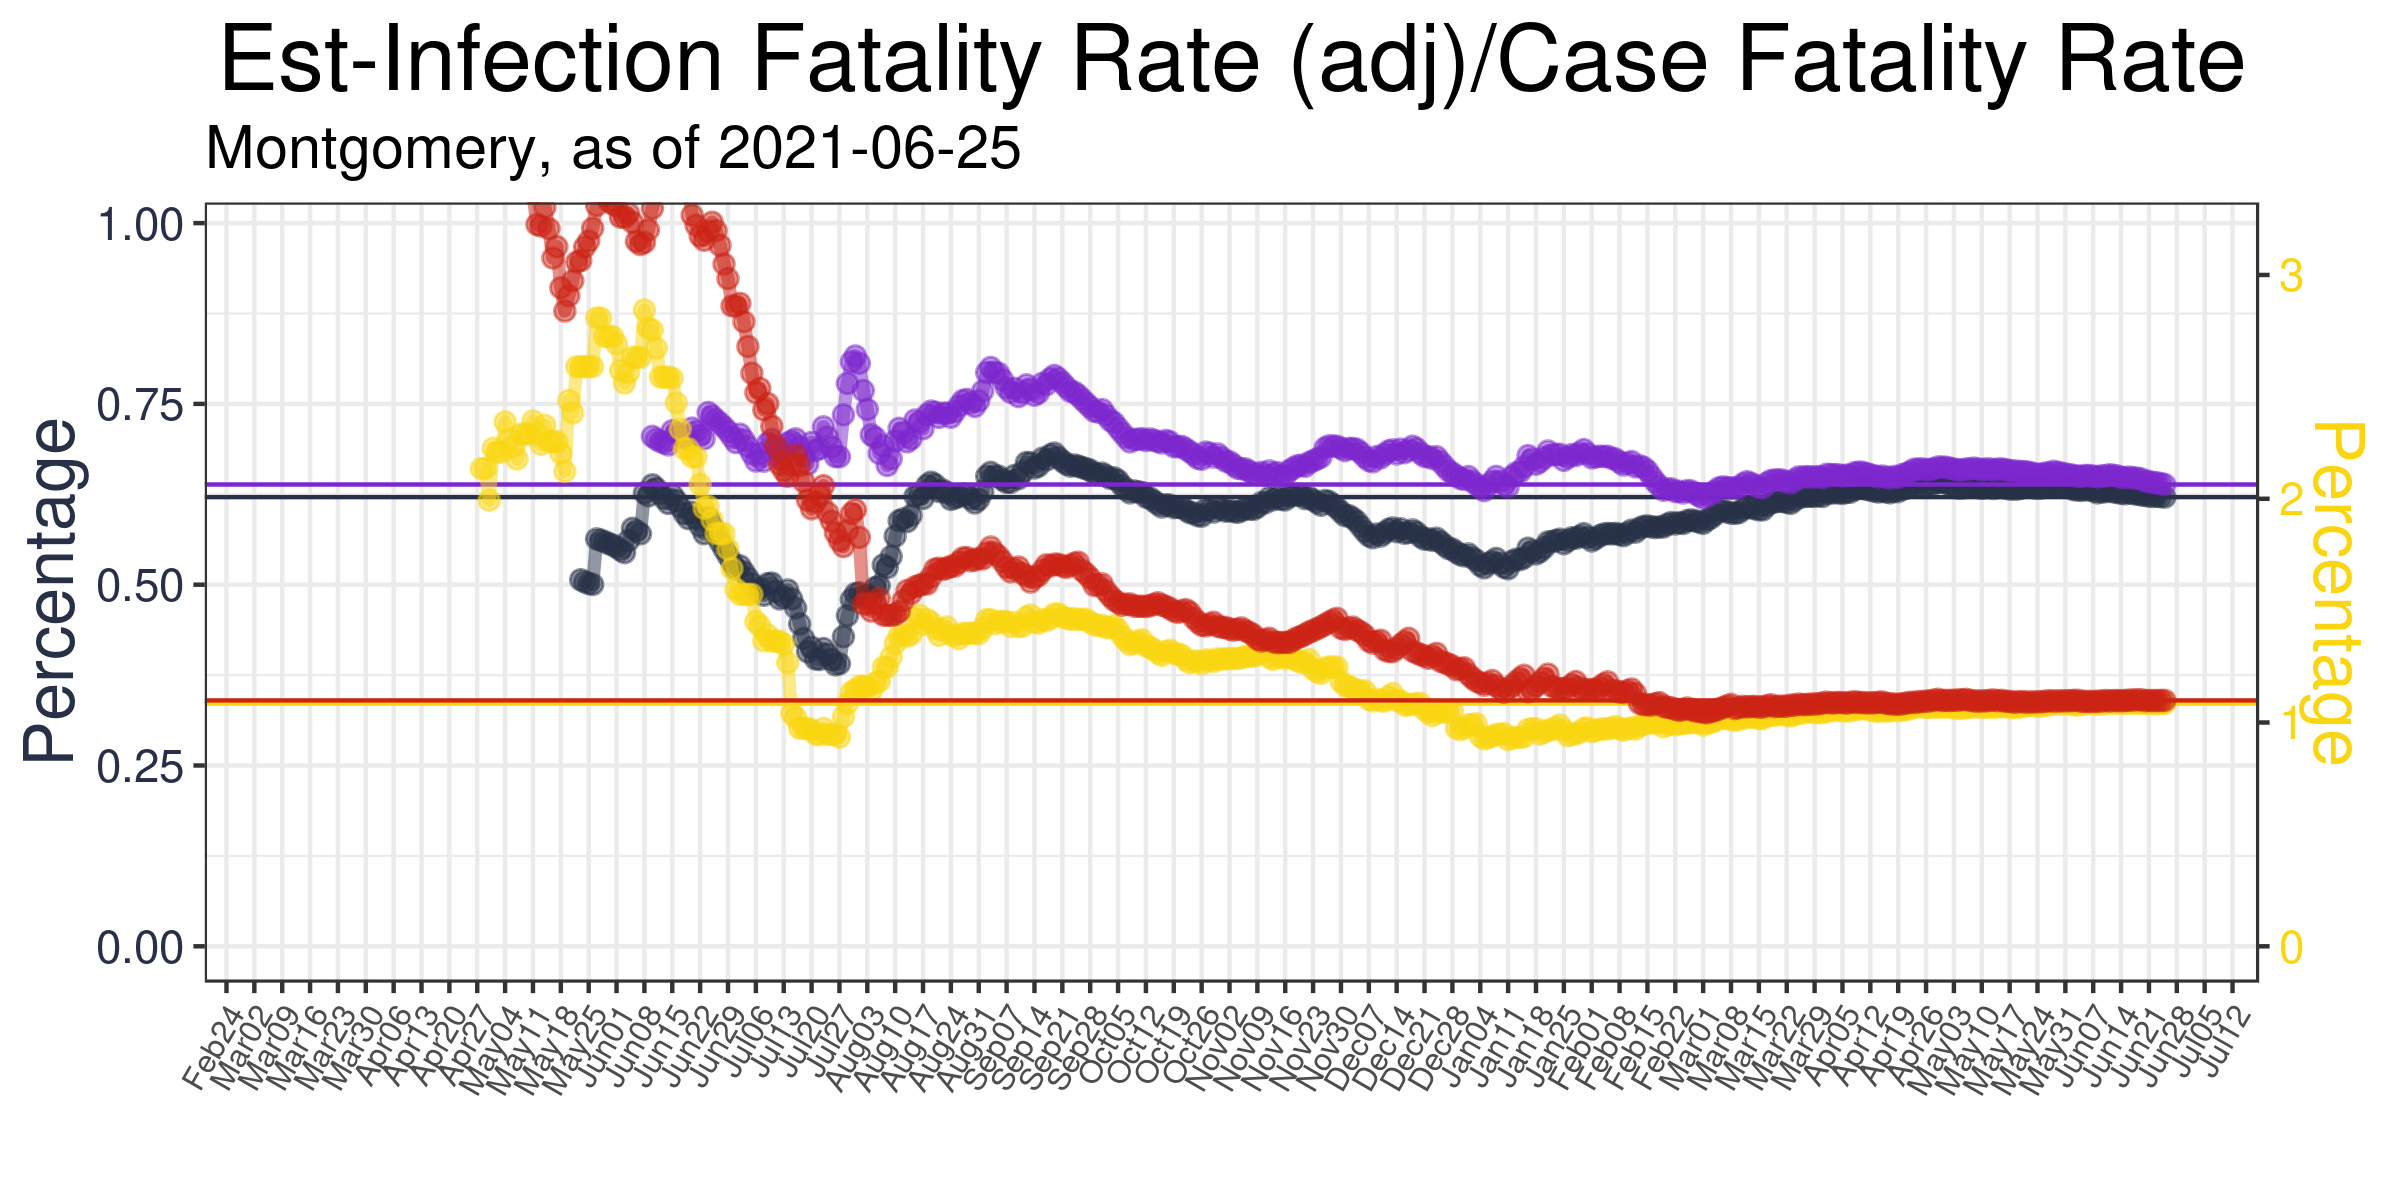 Est-Infection Fatality Rate (adj)/Case Fatality Rate
Montgomery, as of 2021-06-25
Percentage
1.00
0.75
0.50
0.25
0.00
3
2
1
0
Percentage
Feb24
Mar02
Mar09
Mar16
Mar23
Mar30
Apr06
Apr13
Apr20
Apr27
May04
May11
May18
May25
Jun01
Jun08
Jun15
Jun22
Jun29
Jul06
Jul13
Jul20
Jul27
Aug03
Aug10
Aug17
Aug24
Aug31
Sep07
Sep14
Sep21
Sep28
Oct05
Oct12
Oct19
Oct26
Nov02
Nov09
Nov16
Nov23
Nov30
Dec07
Dec14
Dec21
Dec28
Jan04
Jan11
Jan18
Jan25
Feb01
Feb08
Feb15
Feb22
Mar01
Mar08
Mar15
Mar22
Mar29
Apr05
Apr12
Apr19
Apr26
May03
May10
May17
May24
May31
Jun07
Jun14
Jun21
Jun28
Jul05
Jul12